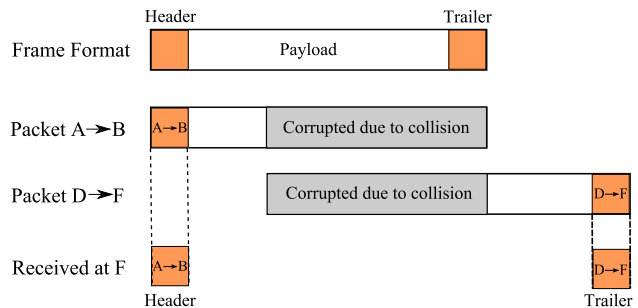 Header Trailer
Frame Format Payload
Packet A→B A→B Corrupted due to collision
Packet D→F Corrupted due to collision D→F
Received at F A→B D→F
Header Trailer